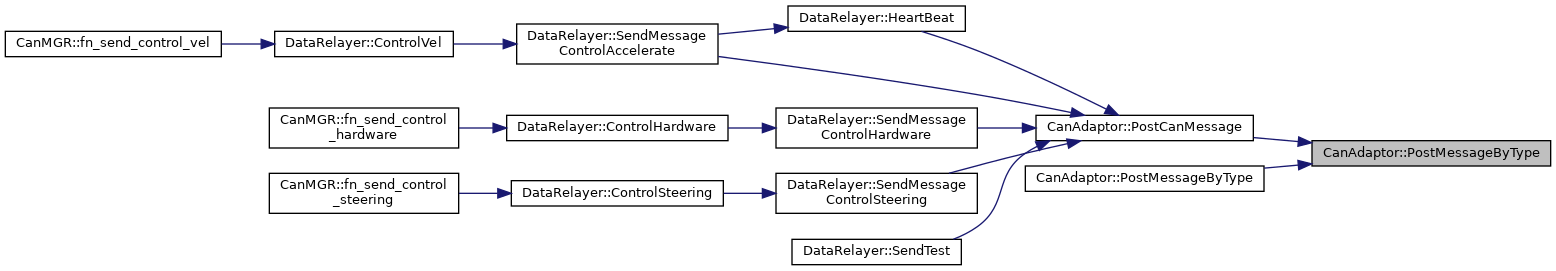 CanMGR::fn_send_control_vel
DataRelayer::ControlVel
DataRelayer::SendMessage
ControlAccelerate
DataRelayer::HeartBeat
CanMGR::fn_send_control
_hardware
DataRelayer::ControlHardware
DataRelayer::SendMessage
ControlHardware
CanAdaptor::PostCanMessage
CanAdaptor::PostMessageByType
CanAdaptor::PostMessageByType
CanMGR::fn_send_control
_steering
DataRelayer::ControlSteering
DataRelayer::SendMessage
ControlSteering
DataRelayer::SendTest